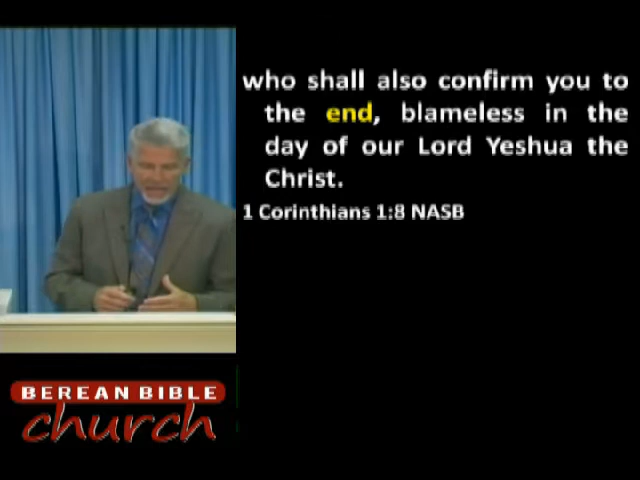 who shall also confirm you to
the end, blameless in the
day of our Lord Yeshua the
Christ.
1 Corinthians 1:8 NASB
BEREAN BIBLE
church